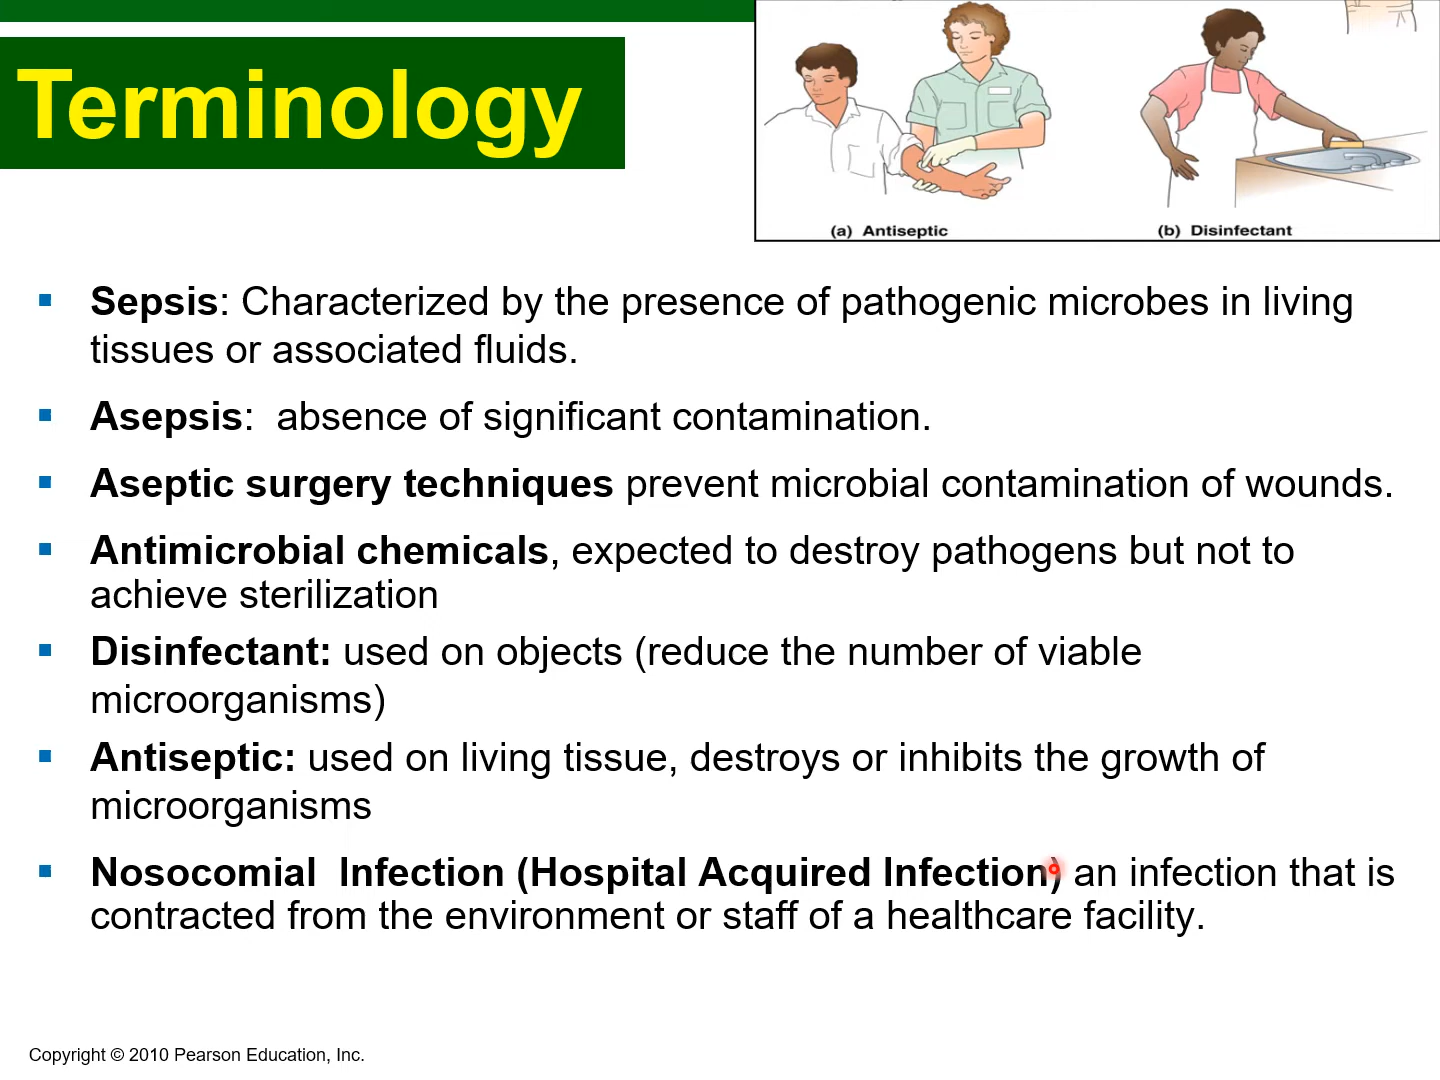 Terminology
(a) Antiseptic
(b) Disinfectant
Sepsis: Characterized by the presence of pathogenic microbes in living
tissues or associated fluids.
Asepsis:  absence of significant contamination.
Aseptic surgery techniques prevent microbial contamination of wounds.
Antimicrobial chemicals, expected to destroy pathogens but not to
achieve sterilization
Disinfectant: used on objects (reduce the number of viable
microorganisms)
Antiseptic: used on living tissue, destroys or inhibits the growth of
microorganisms
Nosocomial  Infection (Hospital Acquired Infection) an infection that is
contracted from the environment or staff of a healthcare facility.
Copyright © 2010 Pearson Education, Inc.